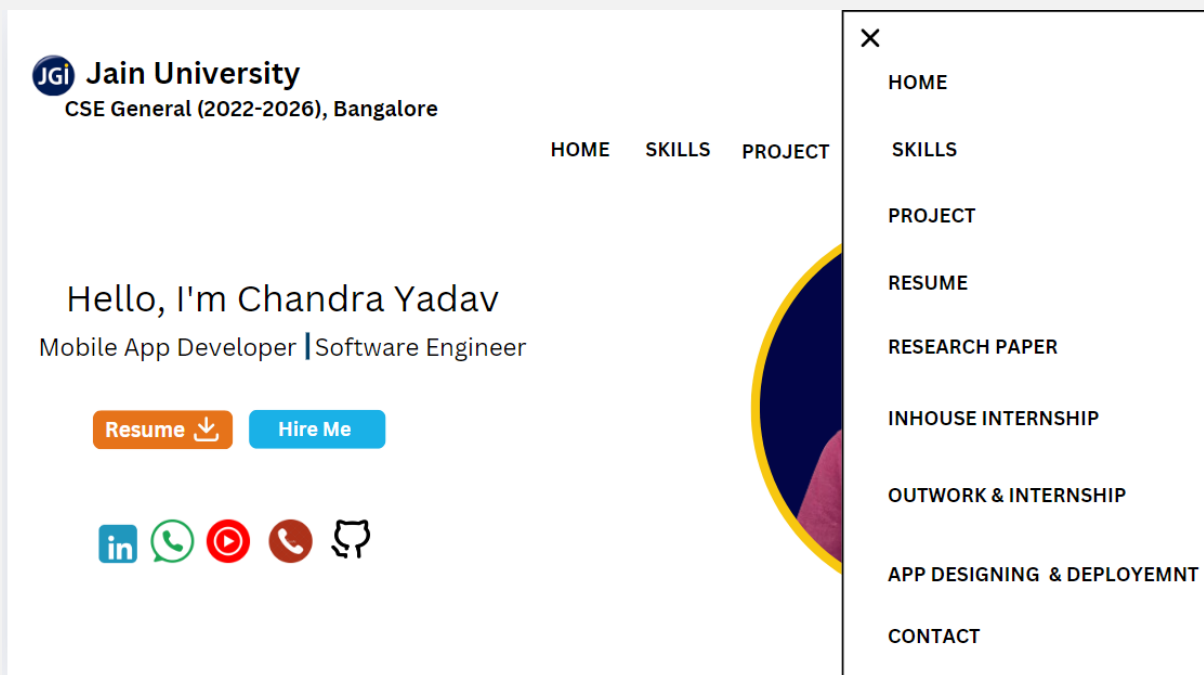 JGi Jain University
CSE General (2022-2026), Bangalore
HOME SKILLS PROJECT
Hello, I'm Chandra Yadav
Mobile App Developer | Software Engineer
Resume Hire Me
in
HOME
SKILLS
PROJECT
RESUME
RESEARCH PAPER
INHOUSE INTERNSHIP
OUTWORK & INTERNSHIP
APP DESIGNING & DEPLOYEMNT
CONTACT